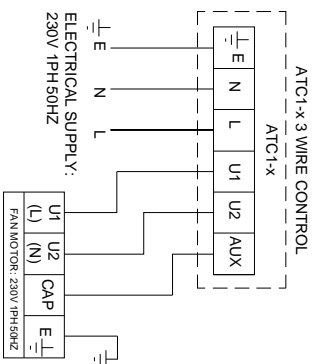 ATC1-x 3 WIRE CONTROL
ATC1-x
E N L U1 U2 AUX
E N L
ELECTRICAL SUPPLY:
230V 1PH 50HZ
U1 U2 CAP E
(L) (N)
FAN MOTOR: 230V 1PH 50HZ